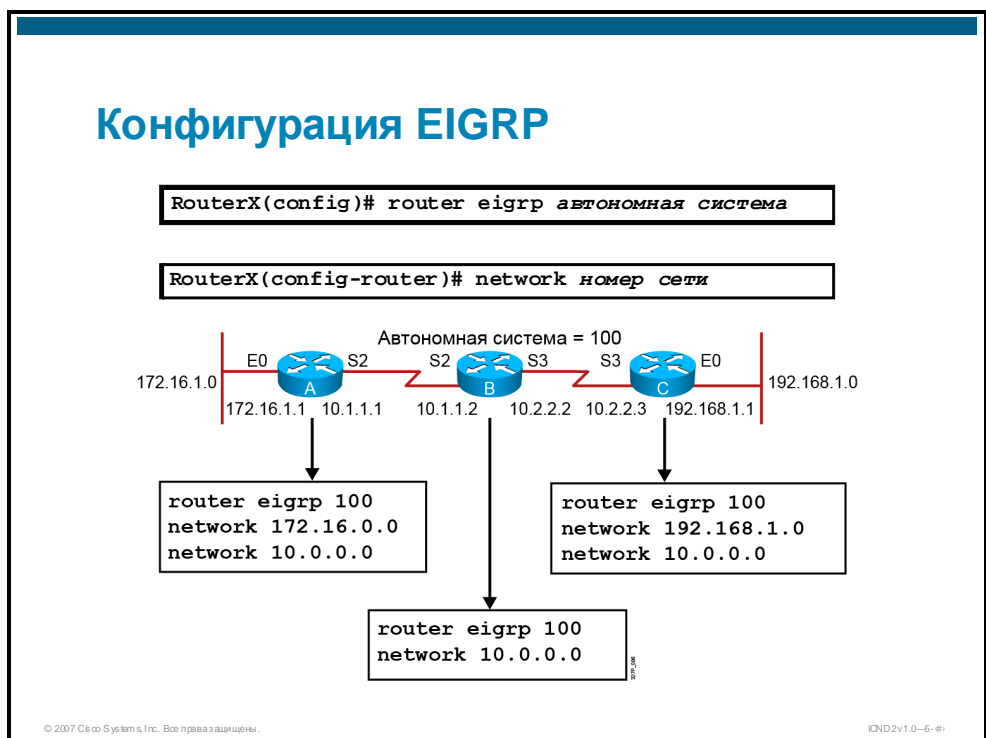 Конфигурация EIGRP
RouterX(config)# router eigrp автономная система
RouterX(config-router)# network номер сети
Автономная система = 100
E0 S2 S2 S3 S3 E0
172.16.1.0 A B C 192.168.1.0
172.16.1.1 10.1.1.1 10.1.1.2 10.2.2.2 10.2.2.3 192.168.1.1
router eigrp 100
network 172.16.0.0
network 10.0.0.0
router eigrp 100
network 192.168.1.0
network 10.0.0.0
router eigrp 100
network 10.0.0.0
© 2007 Cisco Systems, Inc. Все права защищены.
ICND2 v1.0—5-‹#›